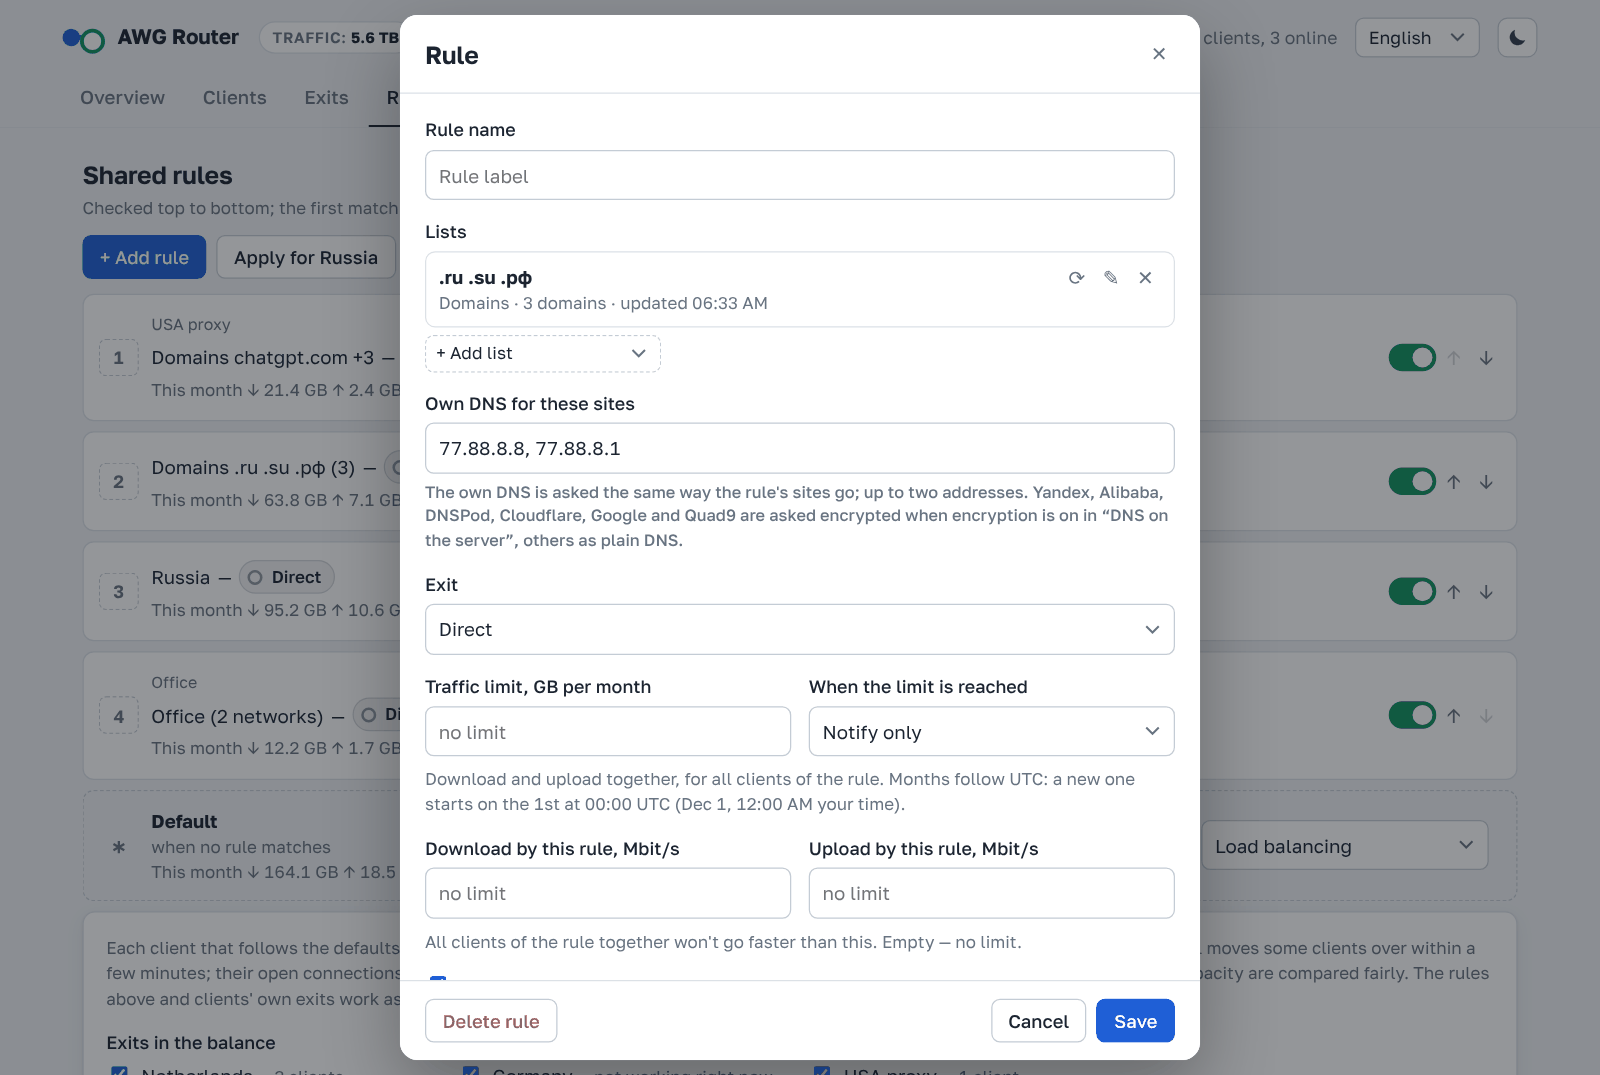 AWG Router
TRAFFIC: 5.6 TB
clients, 3 online
English
Overview
Clients
Exits
R
Shared rules
Checked top to bottom; the first match
+ Add rule
Apply for Russia
USA proxy
1
Domains chatgpt.com +3 —
This month ↓ 21.4 GB ↑ 2.4 GB
2
Domains .ru .su .рф (3) —
This month ↓ 63.8 GB ↑ 7.1 GB
3
Russia —
Direct
This month ↓ 95.2 GB ↑ 10.6 G
Office
4
Office (2 networks) —
Di
This month ↓ 12.2 GB ↑ 1.7 GB
Default
* when no rule matches
This month ↓ 164.1 GB ↑ 18.5
Load balancing
Each client that follows the defaults
moves some clients over within a
few minutes; their open connections
pacity are compared fairly. The rules
above and clients' own exits work as
Exits in the balance
Netherlands – 3 clients
Germany – not working right now
USA proxy – 1 client
Rule
Rule name
Rule label
Lists
.ru .su .рф
Domains · 3 domains · updated 06:33 AM
+ Add list
Own DNS for these sites
77.88.8.8, 77.88.8.1
The own DNS is asked the same way the rule's sites go; up to two addresses. Yandex, Alibaba,
DNSPod, Cloudflare, Google and Quad9 are asked encrypted when encryption is on in “DNS on
the server”, others as plain DNS.
Exit
Direct
Traffic limit, GB per month
When the limit is reached
no limit
Notify only
Download and upload together, for all clients of the rule. Months follow UTC: a new one
starts on the 1st at 00:00 UTC (Dec 1, 12:00 AM your time).
Download by this rule, Mbit/s
Upload by this rule, Mbit/s
no limit
no limit
All clients of the rule together won't go faster than this. Empty — no limit.
Delete rule
Cancel
Save